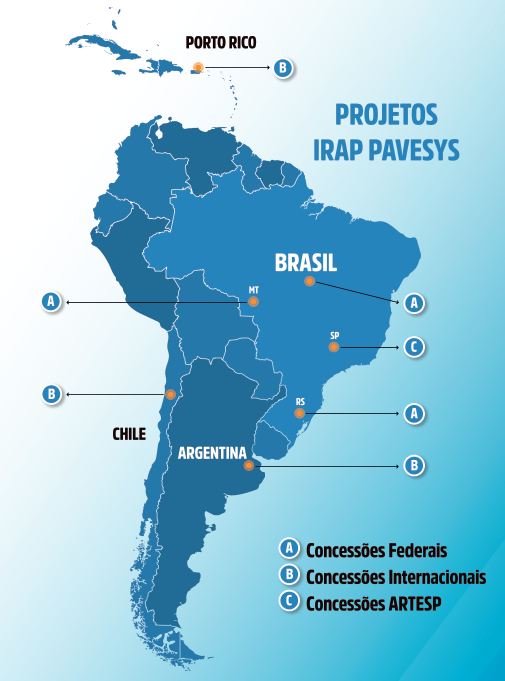 PORTO RICO
B
PROJETOS
IRAP PAVESYS
BRASIL
MT
A
A
SP
C
B
RS
A
CHILE
ARGENTINA
B
A Concessões Federais
B Concessões Internacionais
C Concessões ARTESP